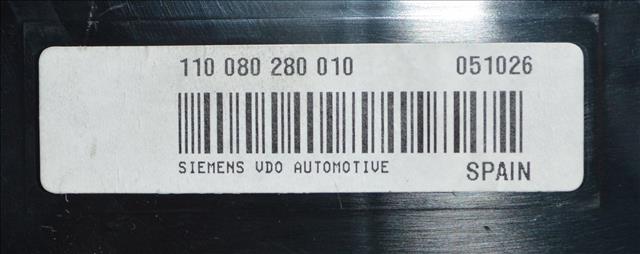 110 080 280 010 051026
SIEMENS VDO AUTOMOTIVE SPAIN